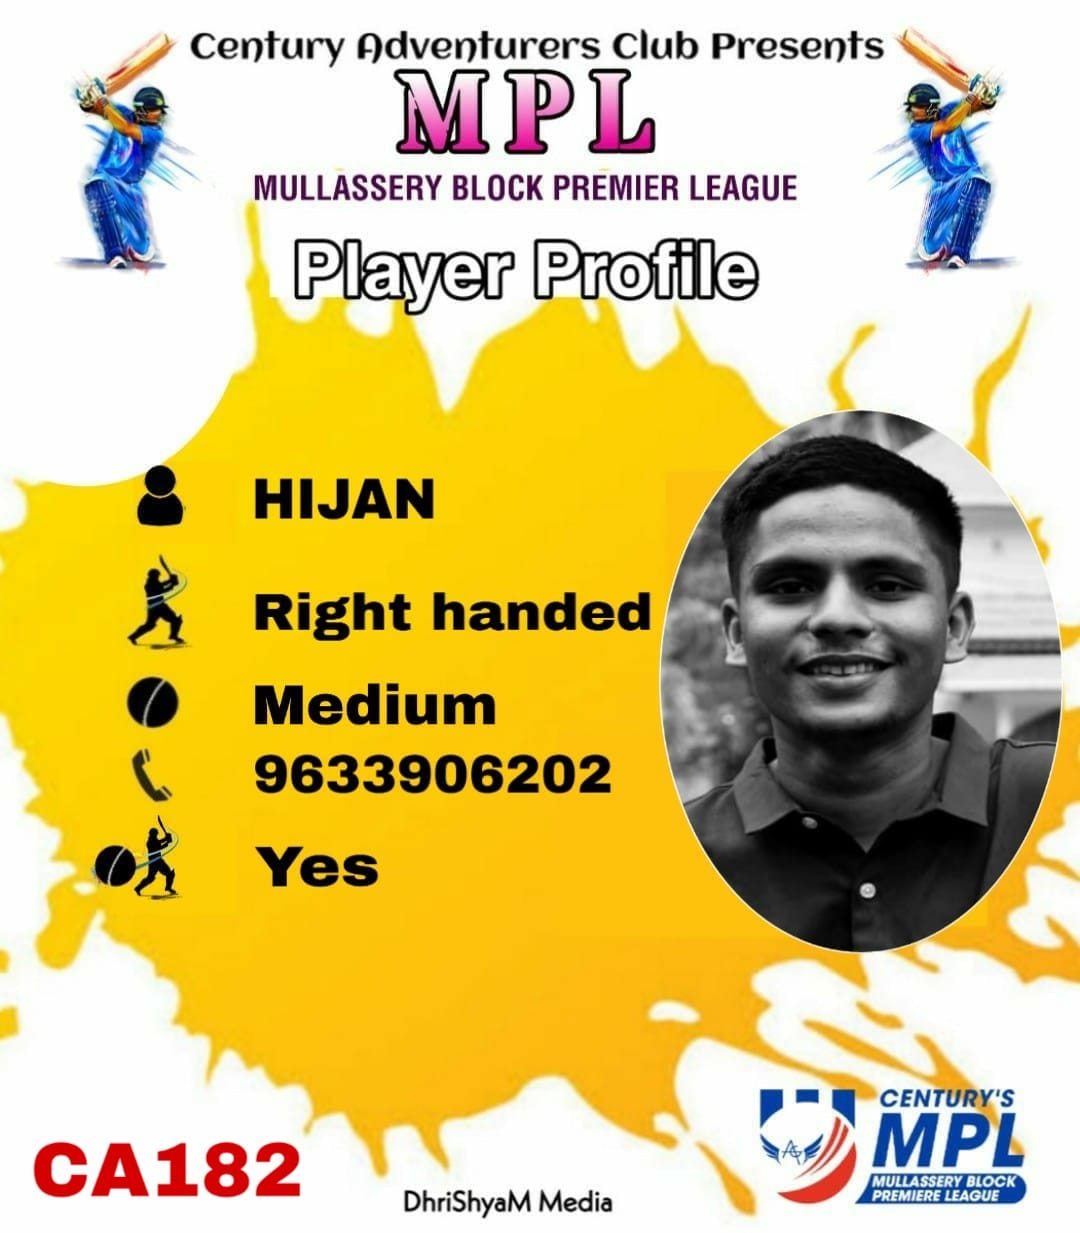 Century Adventurers Club Presents
MPL
MULLASSERY BLOCK PREMIER LEAGUE
Player Profile
HIJAN
Right handed
Medium
9633906202
Yes
CA182
DhriShyaM Media
CENTURY'S
MPL
MULLASSERY BLOCK
PREMIERE LEAGUE